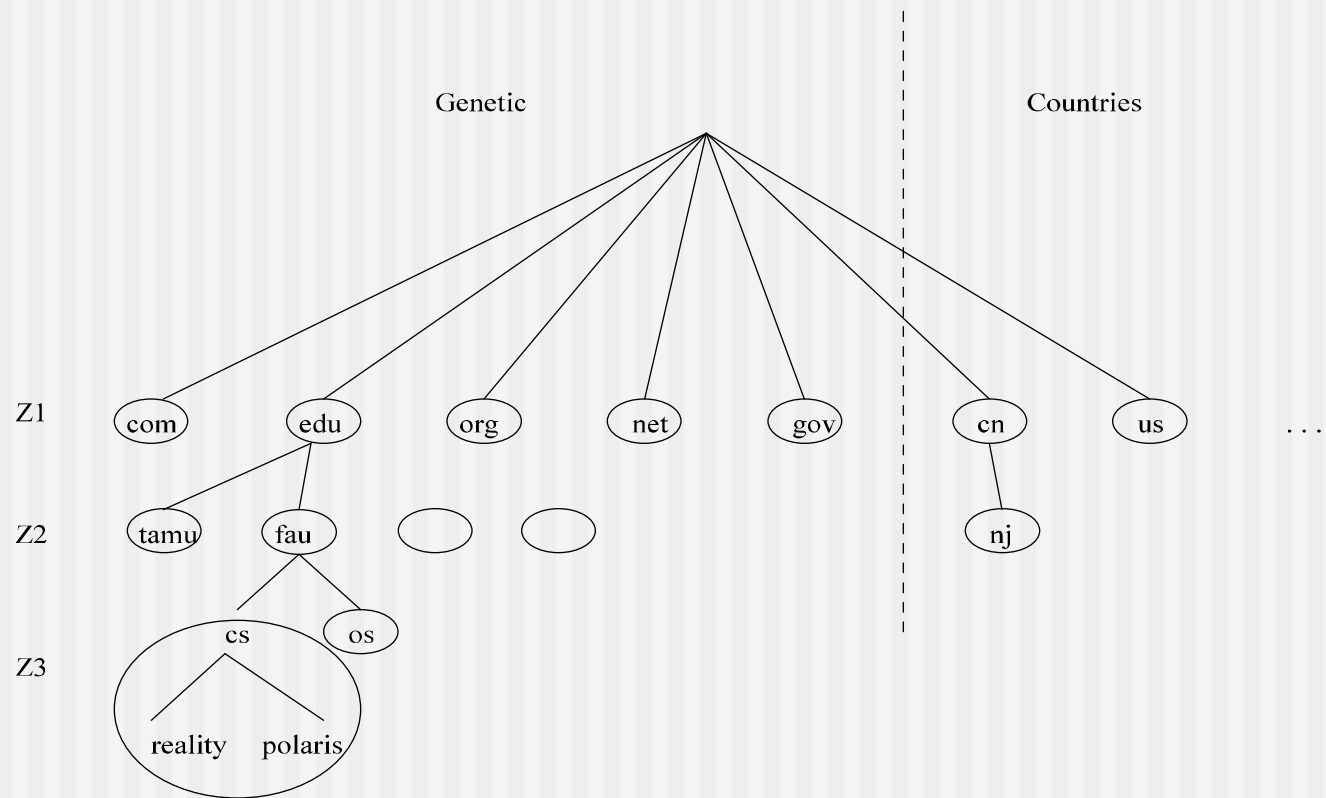 Genetic Countries
Z1 com edu org net gov cn us ...
Z2 tamu fau nj
cs os
Z3
reality polaris